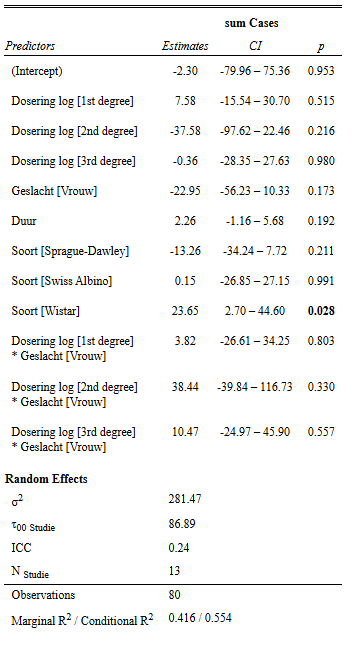 sum Cases
Predictors Estimates CI p
(Intercept) -2.30 -79.96 – 75.36 0.953
Dosering log [1st degree] 7.58 -15.54 – 30.70 0.515
Dosering log [2nd degree] -37.58 -97.62 – 22.46 0.216
Dosering log [3rd degree] -0.36 -28.35 – 27.63 0.980
Geslacht [Vrouw] -22.95 -56.23 – 10.33 0.173
Duur 2.26 -1.16 – 5.68 0.192
Soort [Sprague-Dawley] -13.26 -34.24 – 7.72 0.211
Soort [Swiss Albino] 0.15 -26.85 – 27.15 0.991
Soort [Wistar] 23.65 2.70 – 44.60 0.028
Dosering log [1st degree] 3.82 -26.61 – 34.25 0.803
* Geslacht [Vrouw]
Dosering log [2nd degree] 38.44 -39.84 – 116.73 0.330
* Geslacht [Vrouw]
Dosering log [3rd degree] 10.47 -24.97 – 45.90 0.557
* Geslacht [Vrouw]
Random Effects
σ2 281.47
τ00 Studie 86.89
ICC 0.24
N Studie 13
Observations 80
Marginal R2 / Conditional R2 0.416 / 0.554